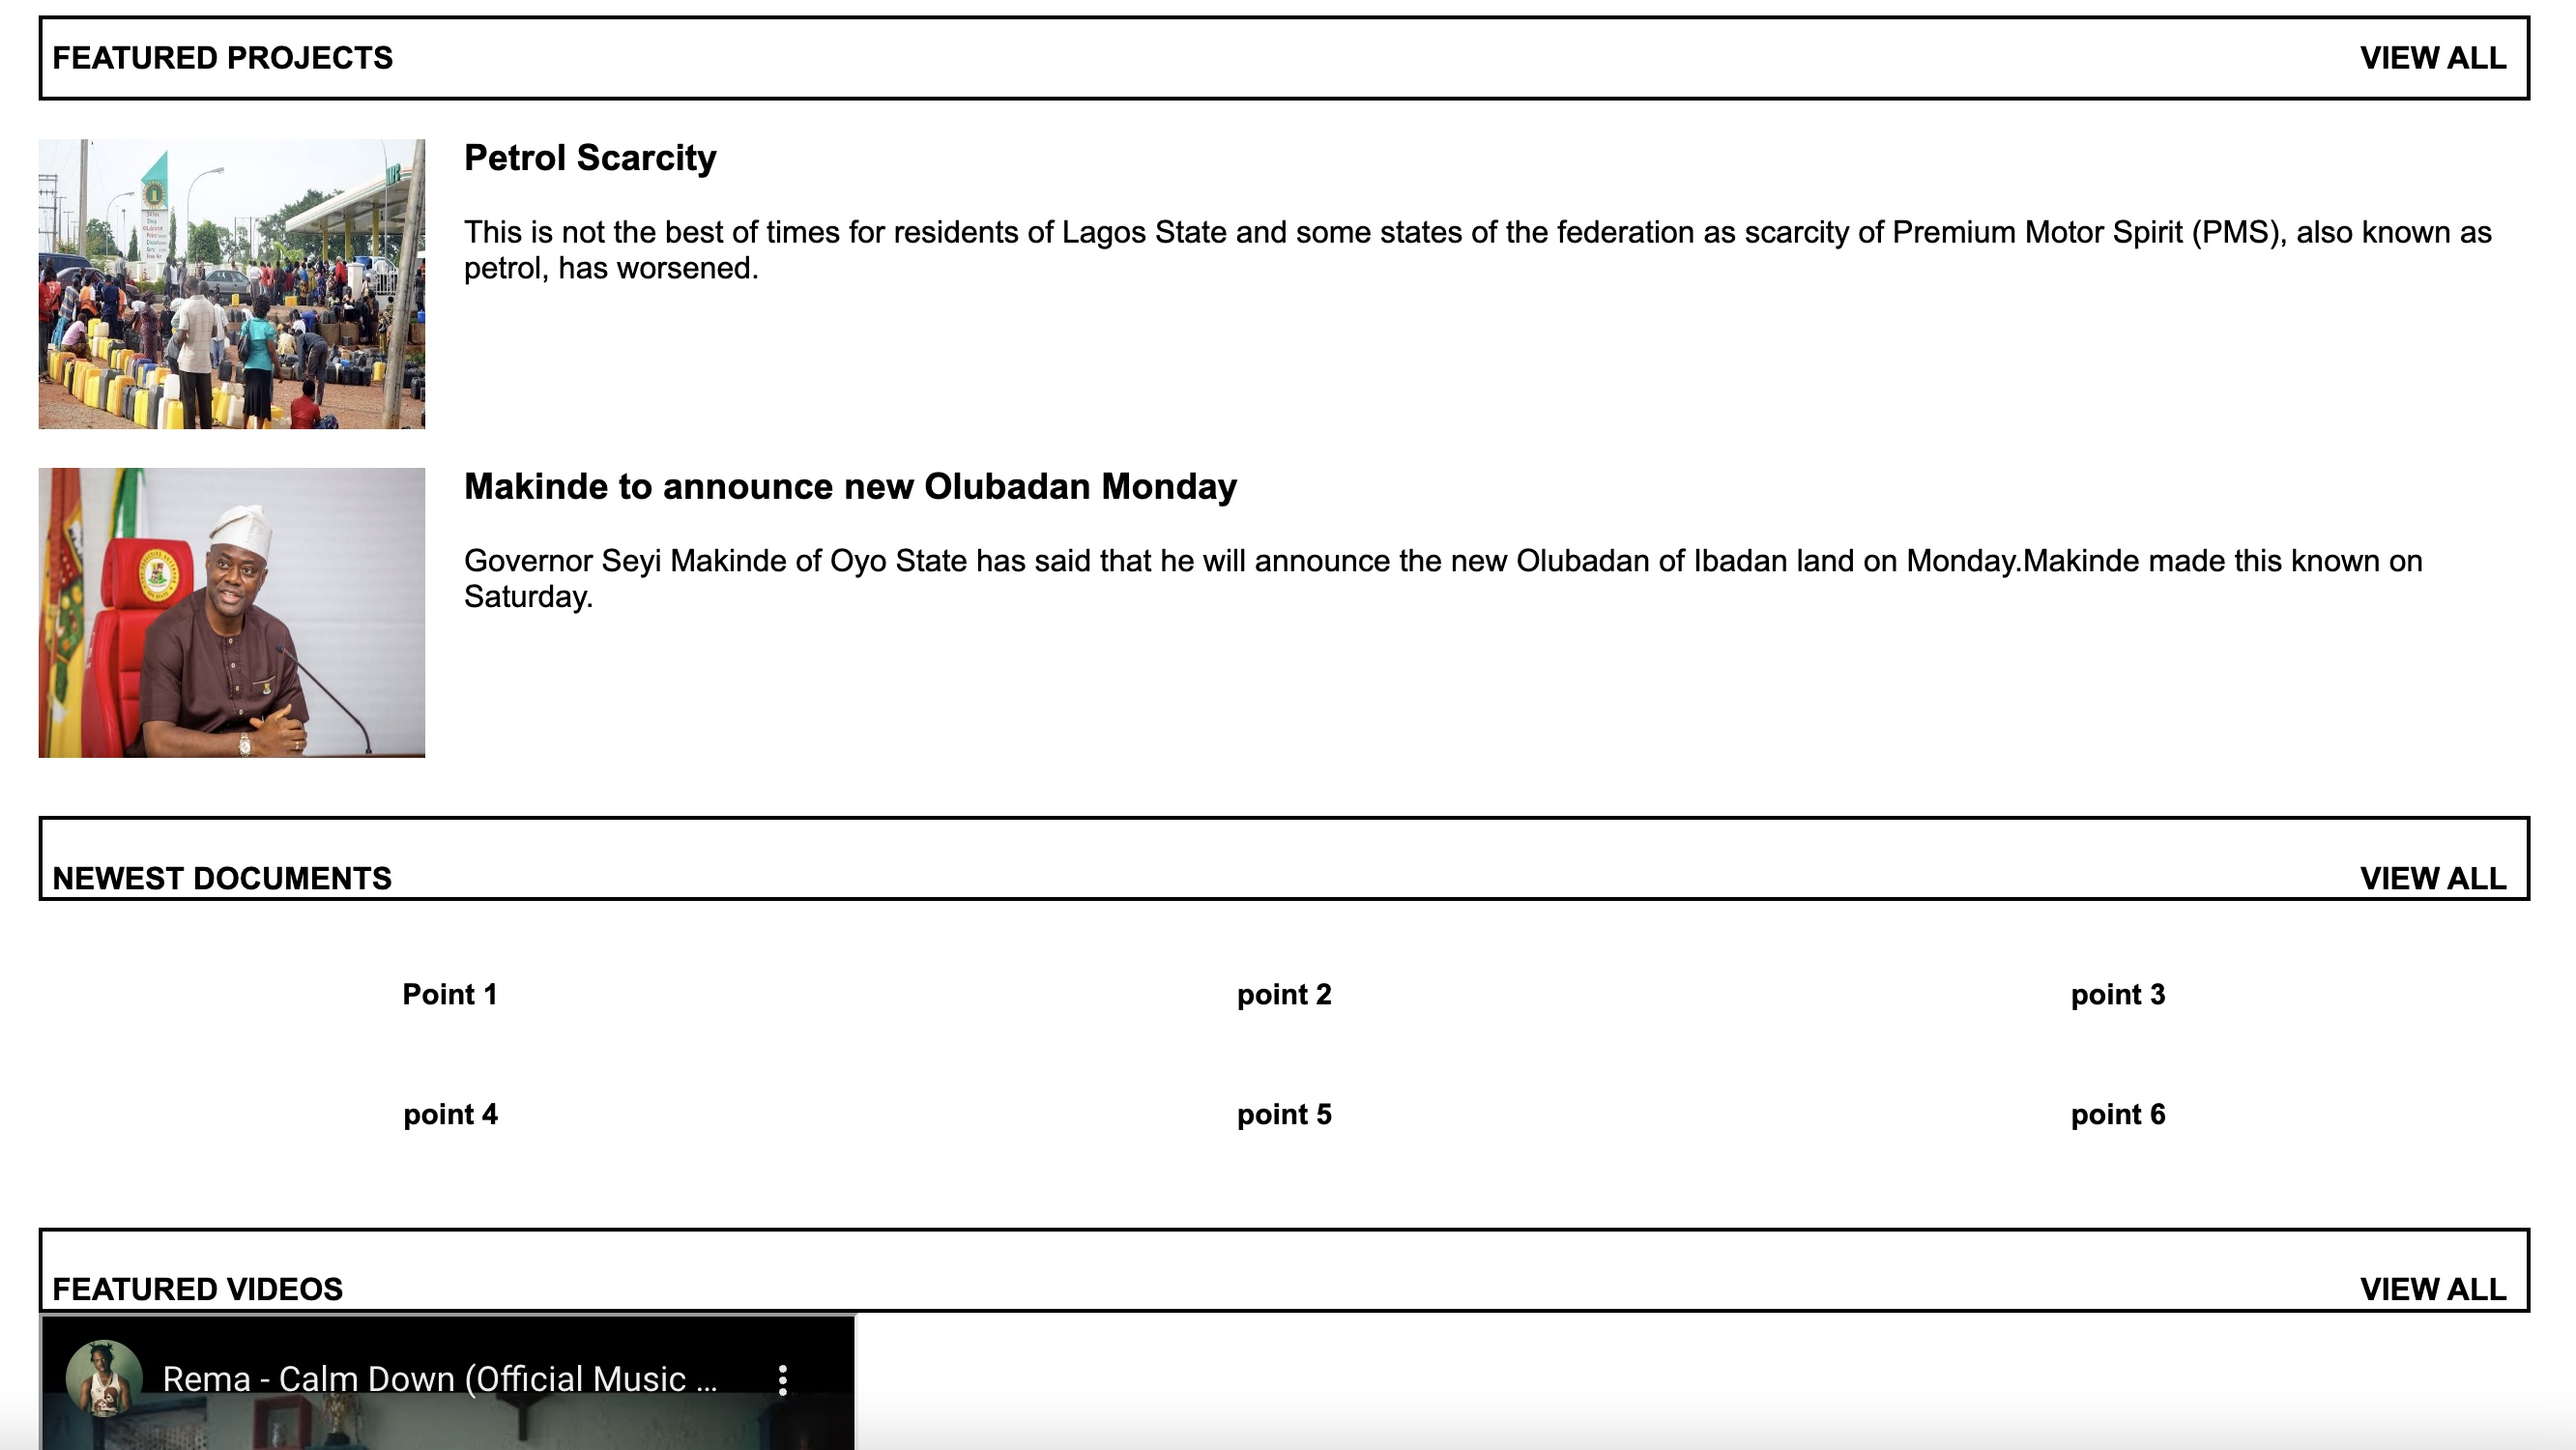 FEATURED PROJECTS VIEW ALL
Petrol Scarcity
This is not the best of times for residents of Lagos State and some states of the federation as scarcity of Premium Motor Spirit (PMS), also known as
petrol, has worsened.
Makinde to announce new Olubadan Monday
Governor Seyi Makinde of Oyo State has said that he will announce the new Olubadan of Ibadan land on Monday.Makinde made this known on
Saturday.
NEWEST DOCUMENTS VIEW ALL
Point 1 point 2 point 3
point 4 point 5 point 6
FEATURED VIDEOS VIEW ALL
Rema - Calm Down (Official Music ...